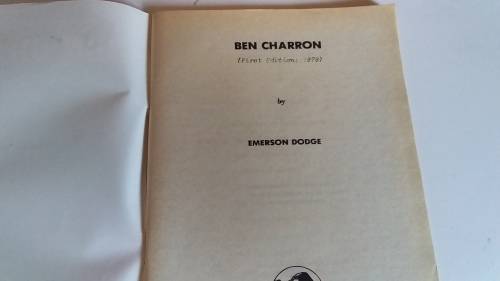 BEN CHARRON
(First Edition: 1978)
by
EMERSON DODGE